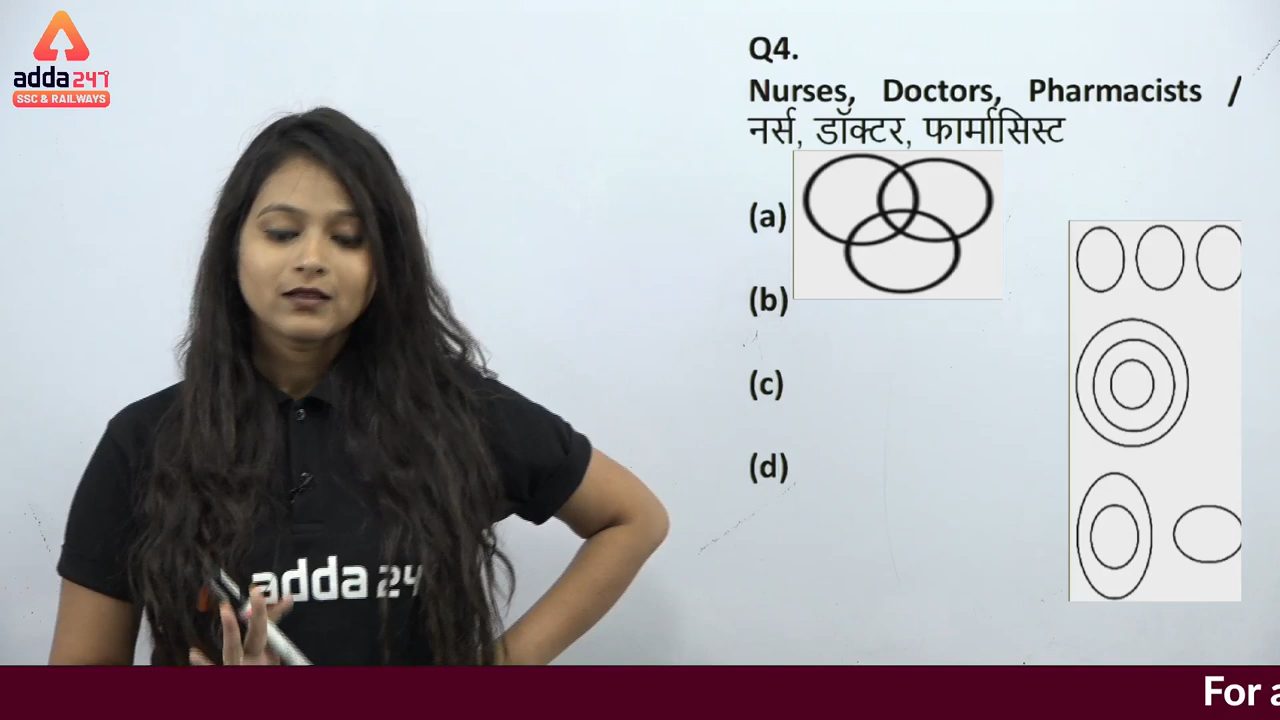 adda247
SSC & RAILWAYS
Q4.
Nurses, Doctors, Pharmacists /
नर्स, डॉक्टर, फार्मासिस्ट
(a)
(b)
(c)
(d)
adda 24
For a